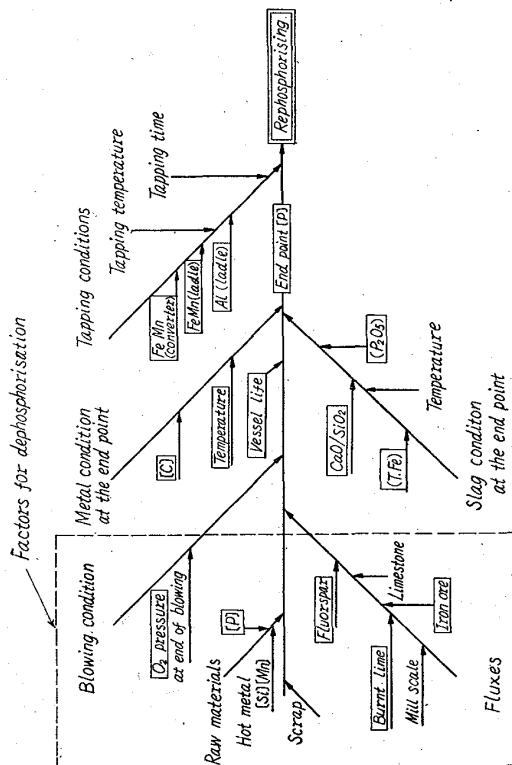 Factors for dephosphorisation
Blowing condition
O₂ pressure
at end of blowing
Metal condition
at the end point
[C]
Temperature
Vessel life
Tapping conditions
FeMn
(converter)
FeMn(ladle)
Al (ladle)
Tapping temperature
Tapping time
End point [P]
Rephosphorising
Raw materials
Hot metal
[P]
[Si][Mn]
Scrap
Fluorspar
Limestone
Iron ore
Burnt lime
Mill scale
Fluxes
(P₂O₅)
CaO/SiO₂
Temperature
(T.Fe)
Slag conditon
at the end point